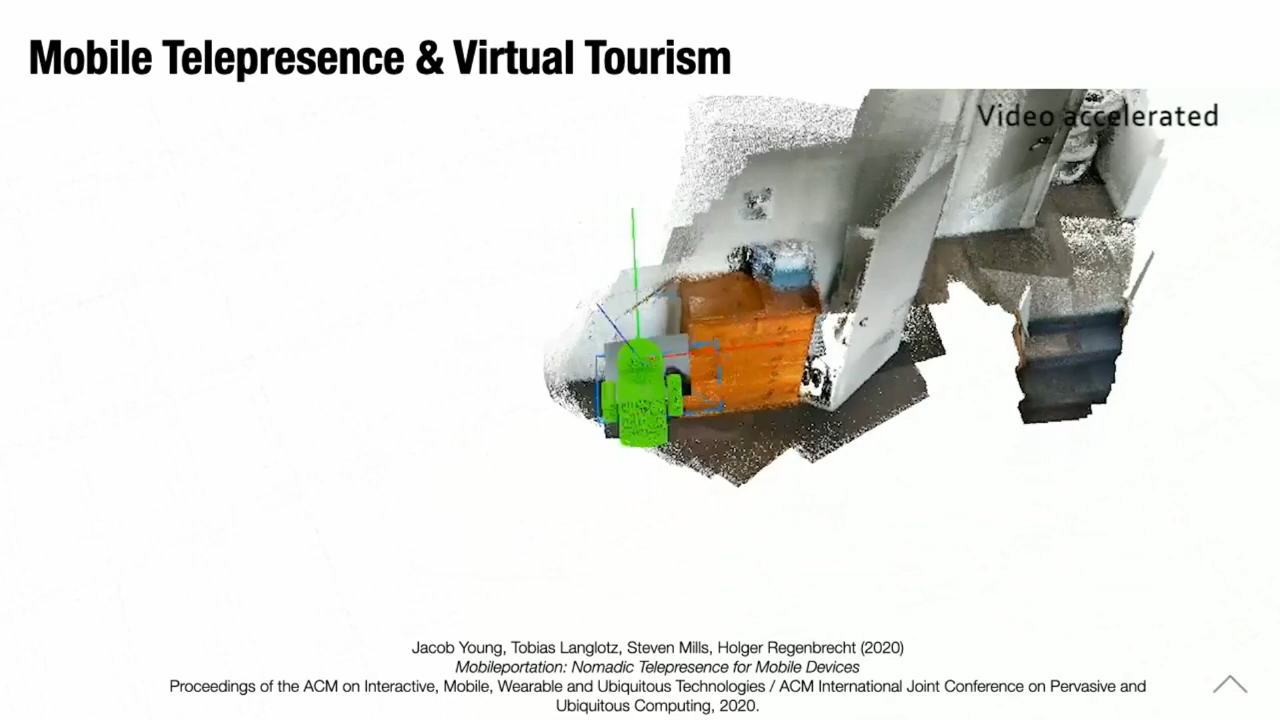 Mobile Telepresence & Virtual Tourism
Video accelerated
Jacob Young, Tobias Langlotz, Steven Mills, Holger Regenbrecht (2020)
Mobileportation: Nomadic Telepresence for Mobile Devices
Proceedings of the ACM on Interactive, Mobile, Wearable and Ubiquitous Technologies / ACM International Joint Conference on Pervasive and
Ubiquitous Computing, 2020.